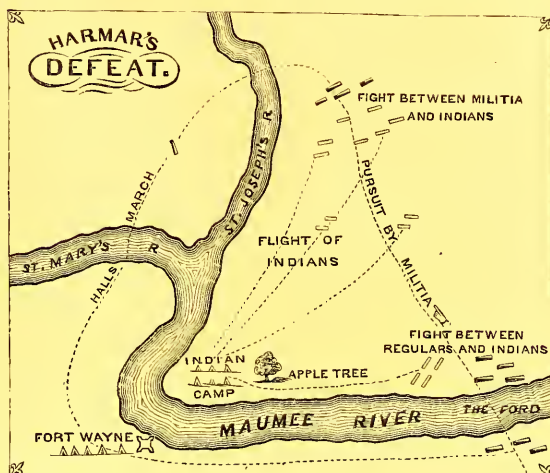 HARMAR'S
DEFEAT.
FIGHT BETWEEN MILITIA
AND INDIANS
ST. JOSEPH'S R
HALLS MARCH
PURSUIT BY MILITIA
ST. MARY'S R
FLIGHT OF
INDIANS
FIGHT BETWEEN
REGULARS AND INDIANS
INDIAN
CAMP
APPLE TREE
MAUMEE RIVER
THE FORD
FORT WAYNE